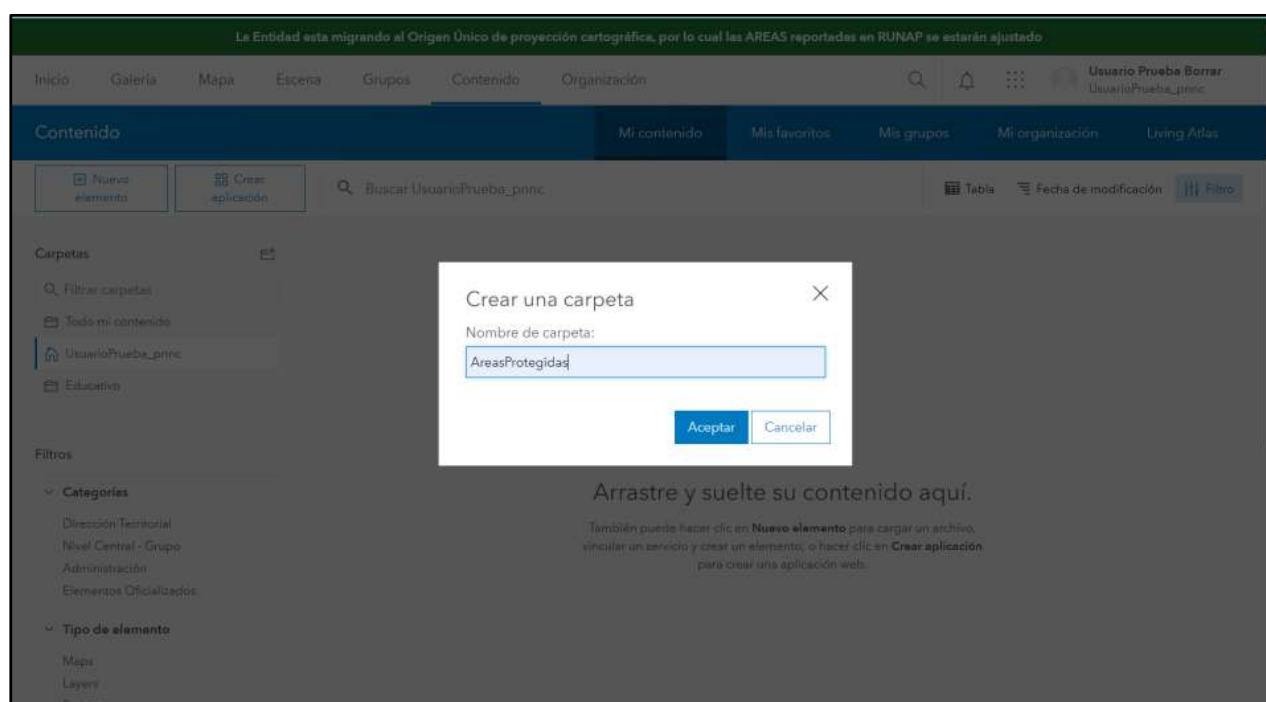 La Entidad esta migrando al Origen Único de proyección cartográfica, por lo cual las AREAS reportadas en RUNAP se estarán ajustado
Inicio Galería Mapa Escena Grupos Contenido Organización Usuario Prueba Borrar
UsuarioPrueba_pnnc
Contenido Mi contenido Mis favoritos Mis grupos Mi organización Living Atlas
Nuevo elemento Crear aplicación Buscar UsuarioPrueba_pnnc Tabla Fecha de modificación Filtro
Carpetas
Filtrar carpetas
Todo mi contenido
UsuarioPrueba_pnnc
Educativo
Crear una carpeta
Nombre de carpeta:
AreasProtegidas
Aceptar Cancelar
Filtros
Categorías
Dirección Territorial
Nivel Central - Grupo
Administración
Elementos Oficializados
Tipo de elemento
Maps
Layers
Arrastre y suelte su contenido aquí.
También puede hacer clic en Nuevo elemento para cargar un archivo,
vincular un servicio y crear un elemento, o hacer clic en Crear aplicación
para crear una aplicación web.